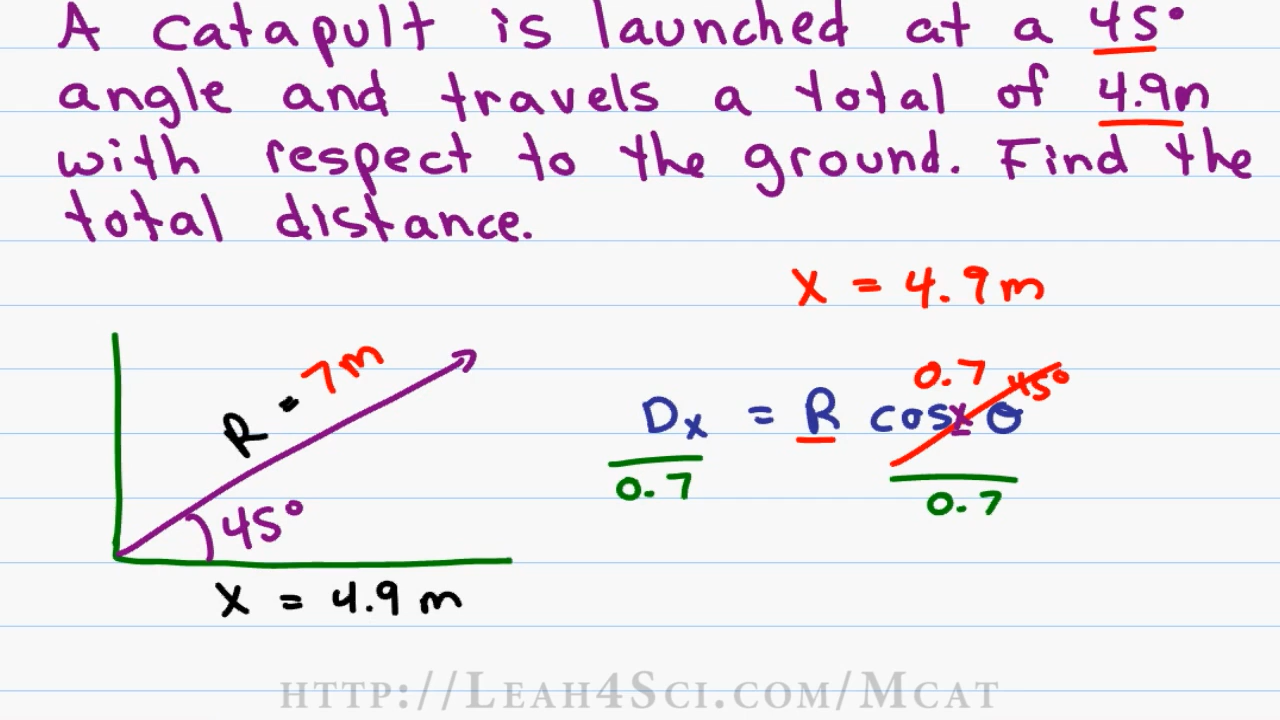 A catapult is launched at a 45°
angle and travels a total of 4.9m
with respect to the ground. Find the
total distance.
x = 4.9m
R = 7m
0.7 45°
Dx = R cosx θ
0.7 0.7
45°
x = 4.9 m
HTTP://LEAH4SCI.COM/MCAT